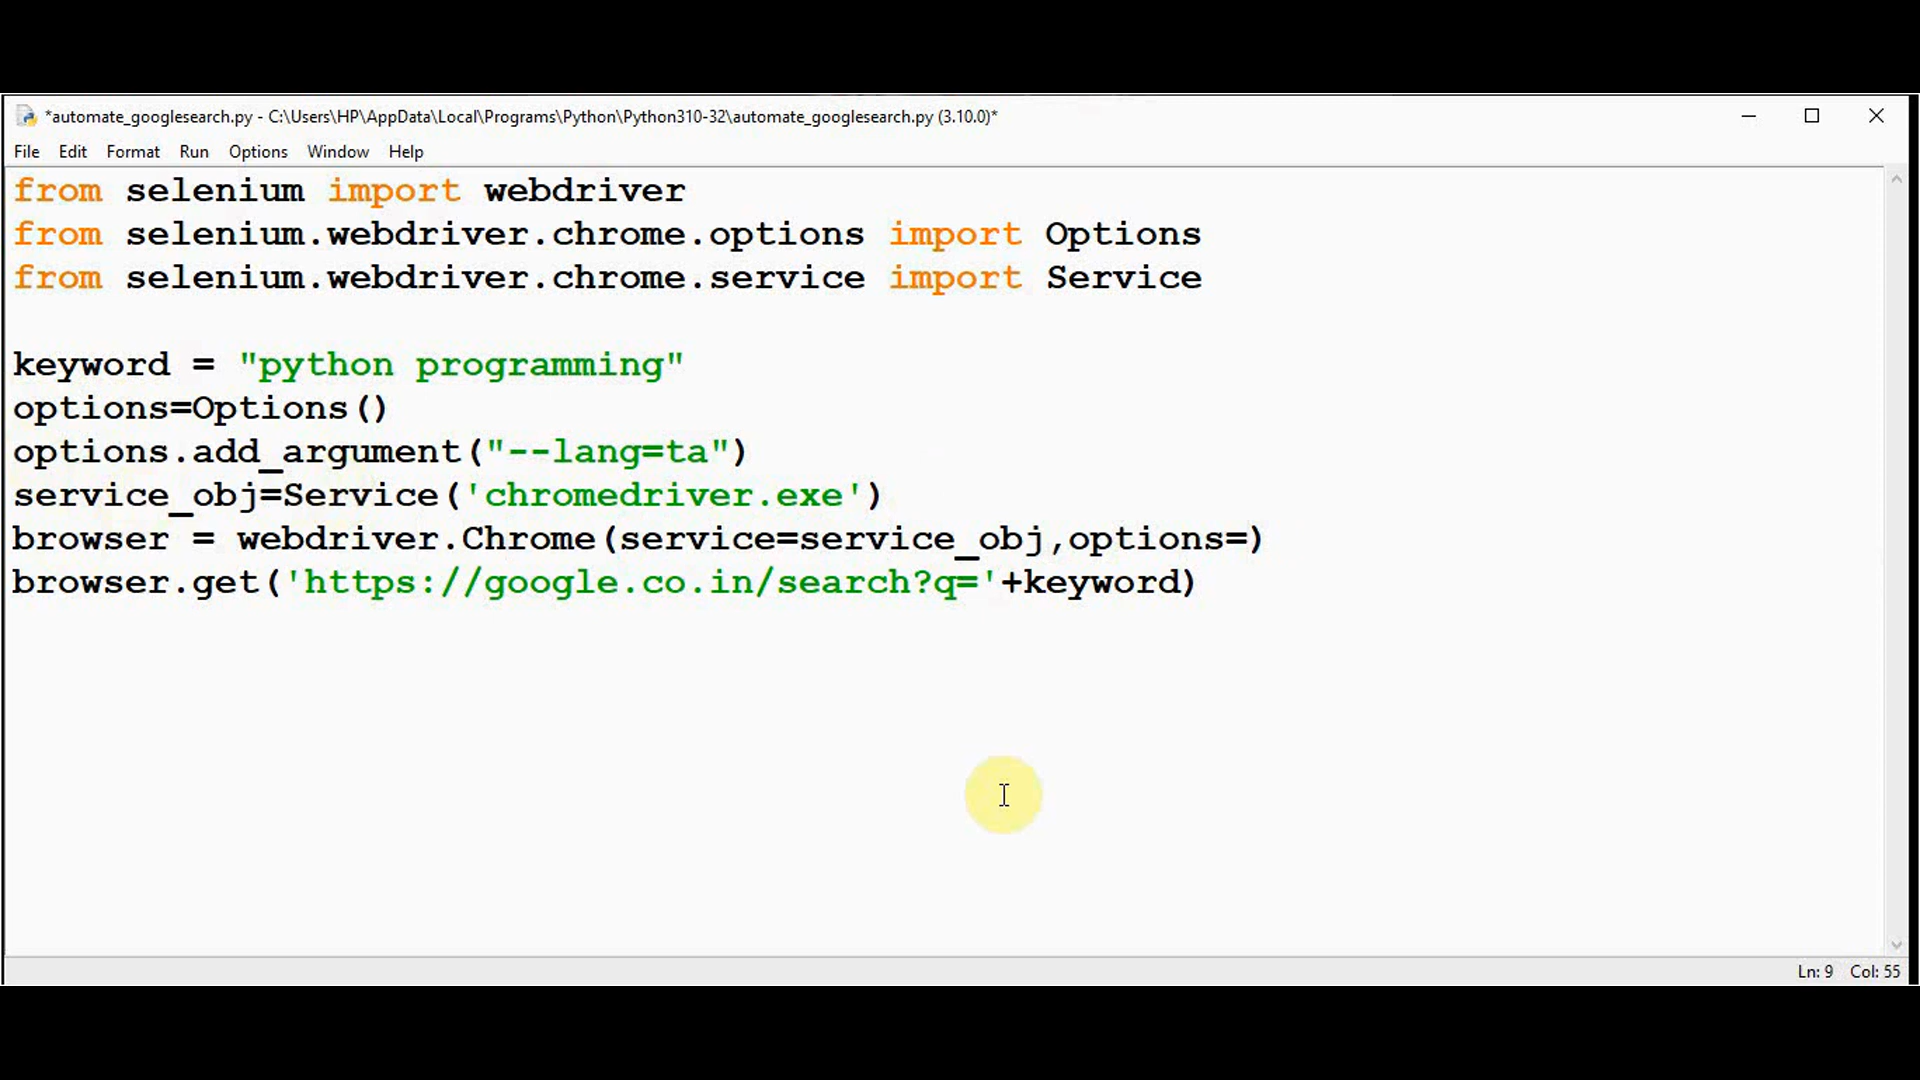 *automate_googlesearch.py - C:\Users\HP\AppData\Local\Programs\Python\Python310-32\automate_googlesearch.py (3.10.0)*
File Edit Format Run Options Window Help
from selenium import webdriver
from selenium.webdriver.chrome.options import Options
from selenium.webdriver.chrome.service import Service
keyword = "python programming"
options=Options()
options.add_argument("--lang=ta")
service_obj=Service('chromedriver.exe')
browser = webdriver.Chrome(service=service_obj,options=)
browser.get('https://google.co.in/search?q='+keyword)
Ln: 9 Col: 55